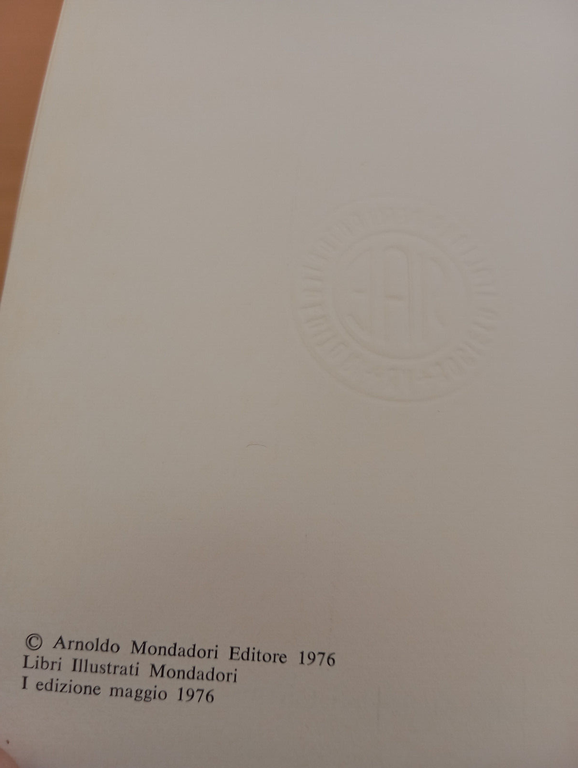 © Arnoldo Mondadori Editore 1976
Libri Illustrati Mondadori
I edizione maggio 1976